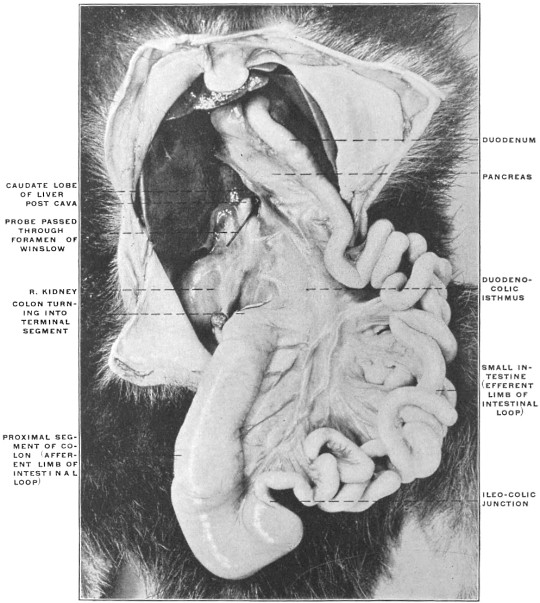 DUODENUM
PANCREAS
CAUDATE LOBE
OF LIVER
POST CAVA
PROBE PASSED
THROUGH
FORAMEN OF
WINSLOW
R. KIDNEY
COLON TURN-
ING INTO
TERMINAL
SEGMENT
DUODENO-
COLIC
ISTHMUS
SMALL IN-
TESTINE
(EFFERENT
LIMB OF
INTESTINAL
LOOP)
PROXIMAL SEG-
MENT OF CO-
LON (AFFER-
ENT LIMB OF
INTESTINAL
LOOP)
ILEO-COLIC
JUNCTION